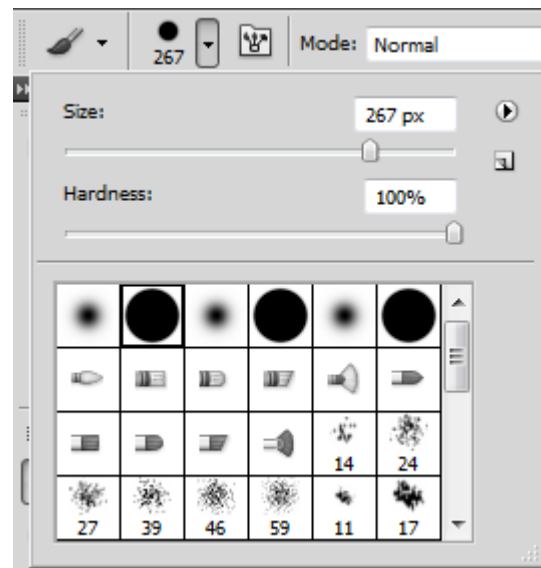 267 Mode: Normal
Size: 267 px
Hardness: 100%
14 24
27 39 46 59 11 17